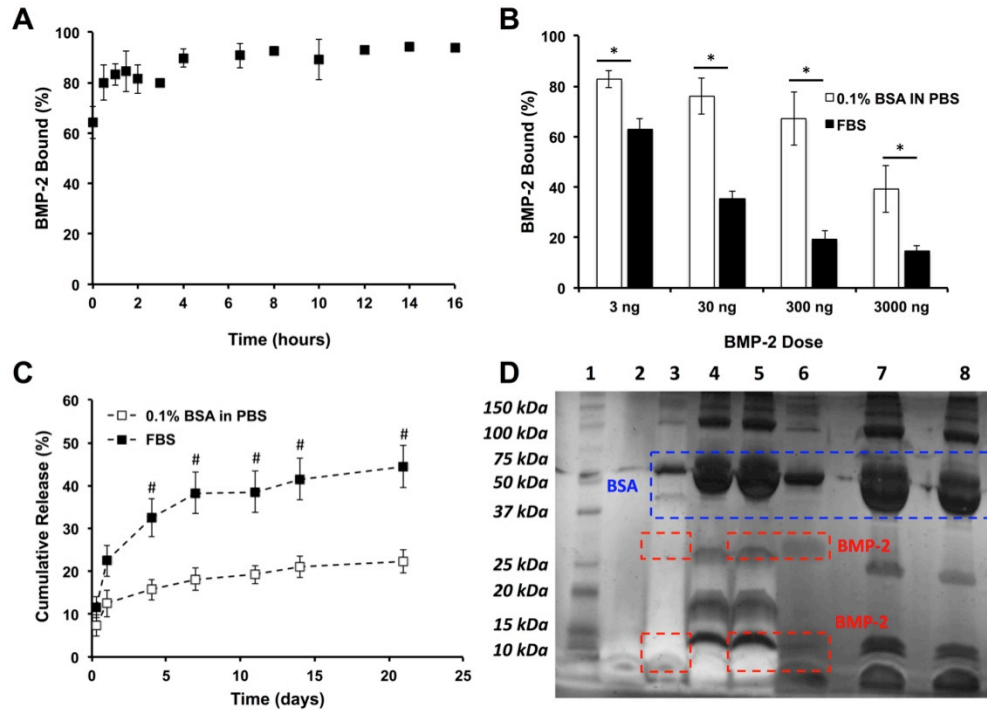 A
BMP-2 Bound (%)
100
80
60
40
20
0
0 2 4 6 8 10 12 14 16
Time (hours)
B
BMP-2 Bound (%)
100
80
60
40
20
0
* * * *
0.1% BSA IN PBS
FBS
3 ng 30 ng 300 ng 3000 ng
BMP-2 Dose
C
Cumulative Release (%)
60
50
40
30
20
10
0
0.1% BSA in PBS
FBS
# # # # #
0 5 10 15 20 25
Time (days)
D 1 2 3 4 5 6 7 8
150 kDa
100 kDa
75 kDa
50 kDa
37 kDa
25 kDa
20 kDa
15 kDa
10 kDa
BSA
BMP-2
BMP-2